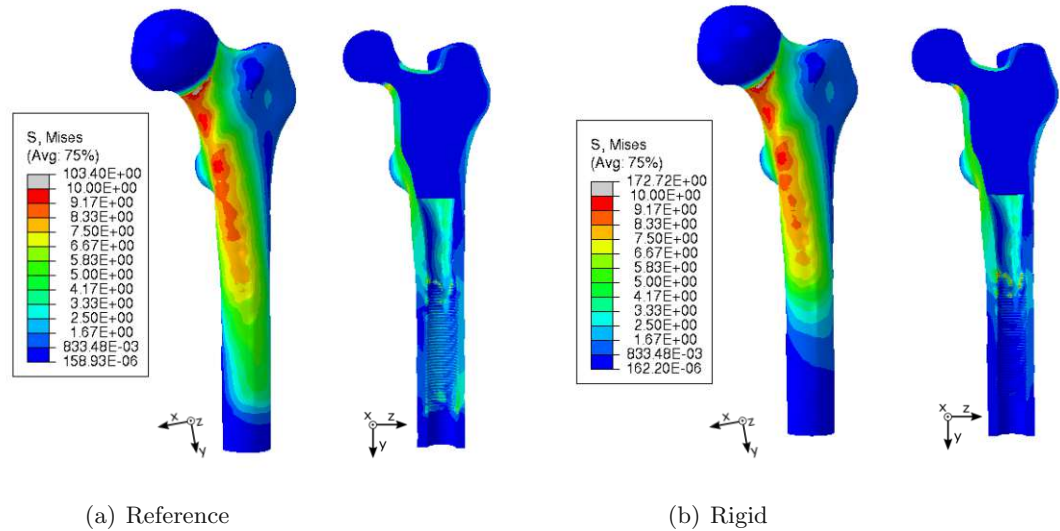 S, Mises
(Avg: 75%)
103.40E+00
10.00E+00
9.17E+00
8.33E+00
7.50E+00
6.67E+00
5.83E+00
5.00E+00
4.17E+00
3.33E+00
2.50E+00
1.67E+00
833.48E-03
158.93E-06
x
z
y
x
z
y
S, Mises
(Avg: 75%)
172.72E+00
10.00E+00
9.17E+00
8.33E+00
7.50E+00
6.67E+00
5.83E+00
5.00E+00
4.17E+00
3.33E+00
2.50E+00
1.67E+00
833.48E-03
162.20E-06
x
z
y
x
z
y
(a) Reference
(b) Rigid